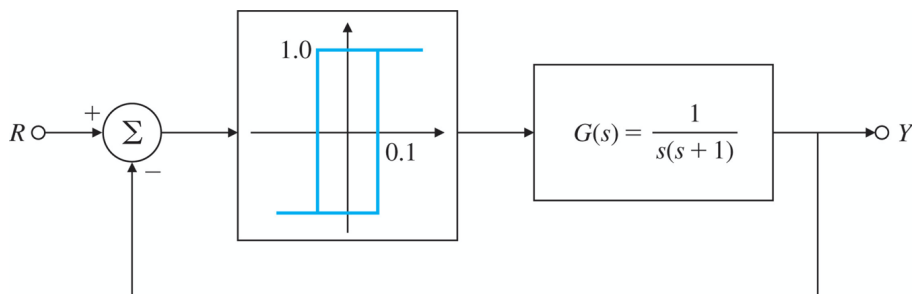 1.0
0.1
R
+
Σ
−
G(s) = 1 / s(s + 1)
Y